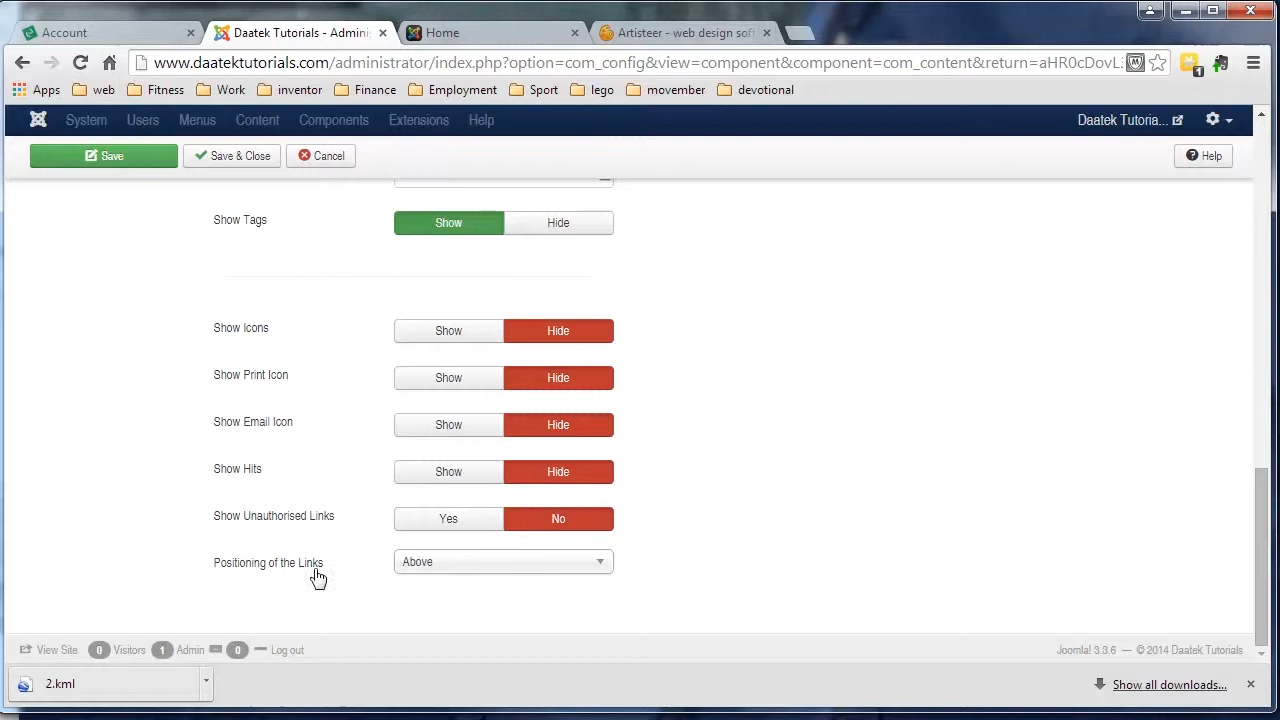 Account
Daatek Tutorials - Adminis
Home
Artisteer - web design soft
www.daatektutorials.com/administrator/index.php?option=com_config&view=component&component=com_content&return=aHR0cDovL
Apps
web
Fitness
Work
inventor
Finance
Employment
Sport
lego
movember
devotional
System
Users
Menus
Content
Components
Extensions
Help
Daatek Tutoria...
Save
Save & Close
Cancel
Help
Show Tags
Show
Hide
Show Icons
Show
Hide
Show Print Icon
Show
Hide
Show Email Icon
Show
Hide
Show Hits
Show
Hide
Show Unauthorised Links
Yes
No
Positioning of the Links
Above
View Site
0
Visitors
1
Admin
0
Log out
Joomla! 3.3.6 — © 2014 Daatek Tutorials
2.kml
Show all downloads...